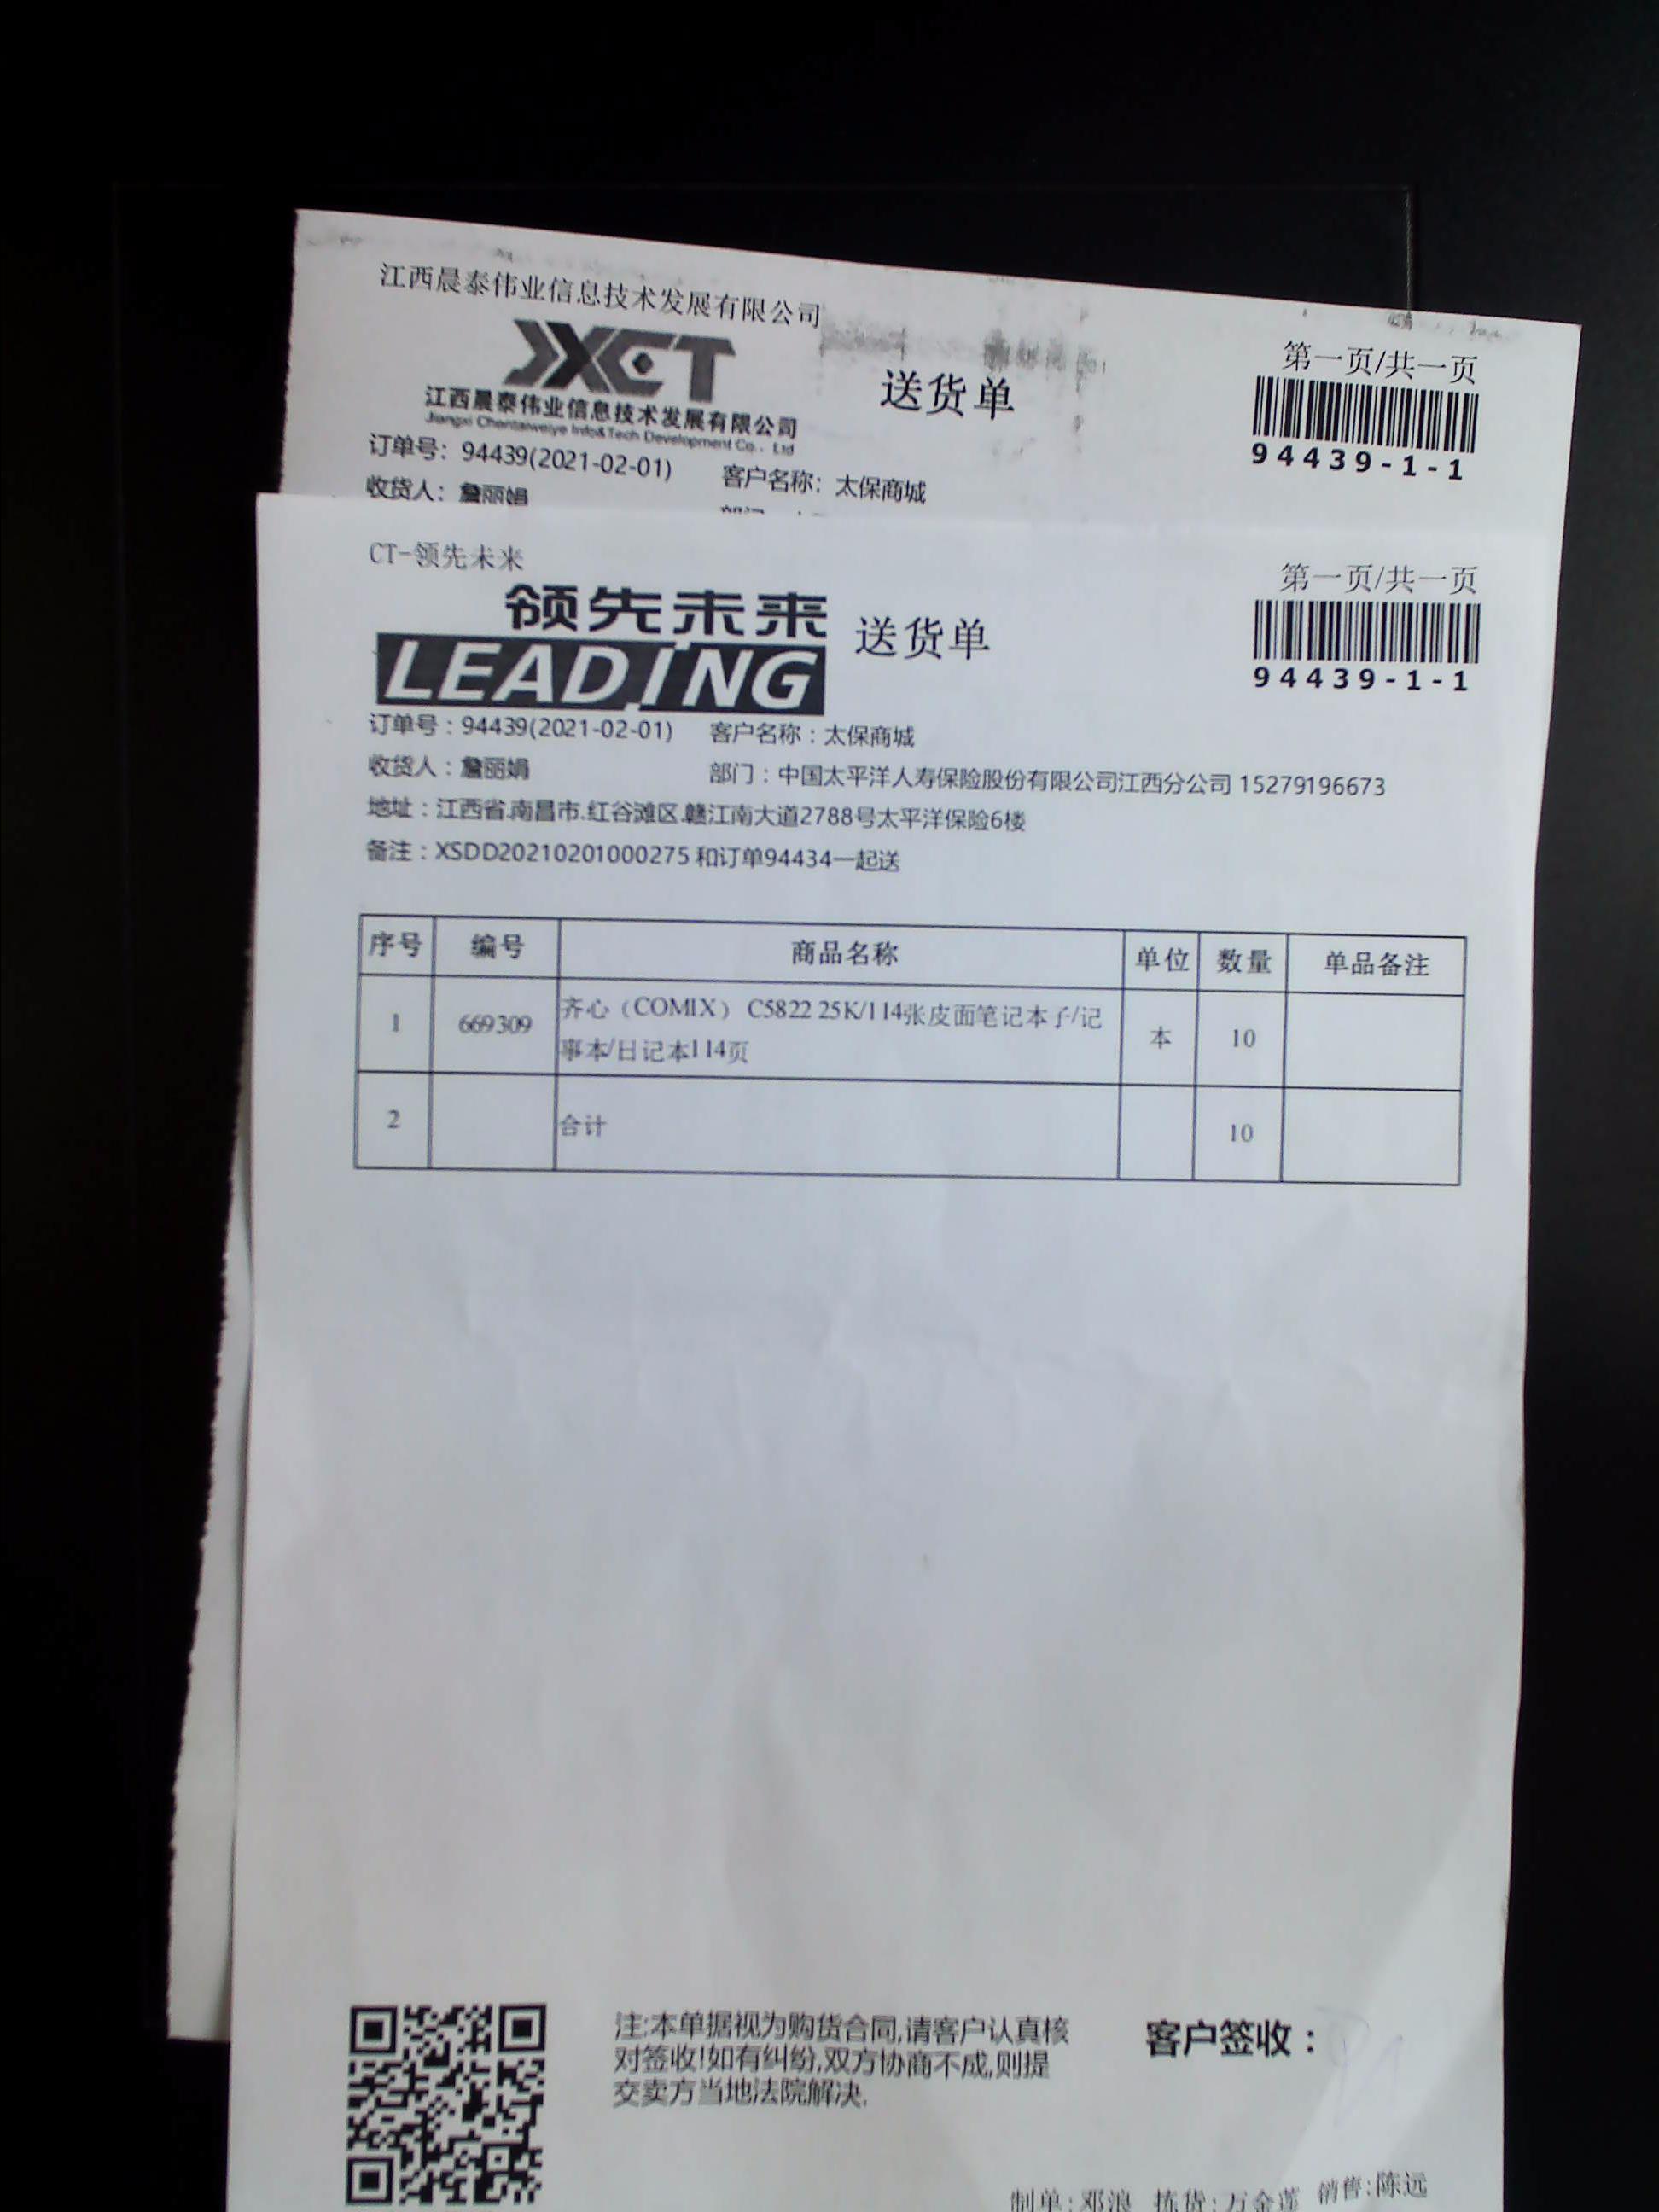 江西晨泰伟业信息技术发展有限公司
JXCT
江西晨泰伟业信息技术发展有限公司
Jiangxi Chentaiweiye Info&Tech Development Co., Ltd
送货单
第一页/共一页
94439-1-1
订单号：94439(2021-02-01) 客户名称：太保商城
收货人：詹丽娟
CT-领先未来
领先未来
LEADING
送货单
第一页/共一页
94439-1-1
订单号：94439(2021-02-01) 客户名称：太保商城
收货人：詹丽娟 部门：中国太平洋人寿保险股份有限公司江西分公司 15279196673
地址：江西省.南昌市.红谷滩区.赣江南大道2788号太平洋保险6楼
备注：XSDD20210201000275 和订单94434一起送
序号 编号 商品名称 单位 数量 单品备注
1 669309 齐心（COMIX） C5822 25K/114张皮面笔记本子/记
事本/日记本114页 本 10
2 合计 10
注:本单据视为购货合同,请客户认真核
对签收!如有纠纷,双方协商不成,则提
交卖方当地法院解决.
客户签收：
制单:邓浪 拣货:万金莲 销售:陈远